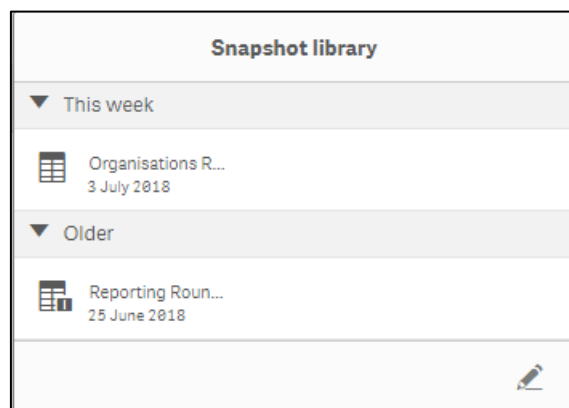 Snapshot library
This week
Organisations R...
3 July 2018
Older
Reporting Roun...
25 June 2018